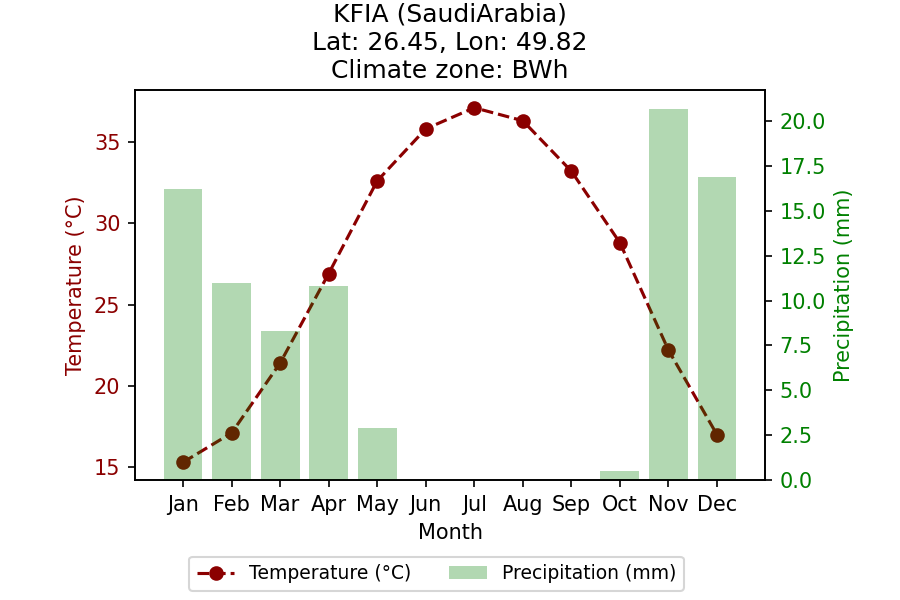 KFIA (SaudiArabia)
Lat: 26.45, Lon: 49.82
Climate zone: BWh
Temperature (°C)
35
30
25
20
15
20.0
17.5
15.0
12.5
10.0
7.5
5.0
2.5
0.0
Precipitation (mm)
Jan Feb Mar Apr May Jun Jul Aug Sep Oct Nov Dec
Month
Temperature (°C) Precipitation (mm)